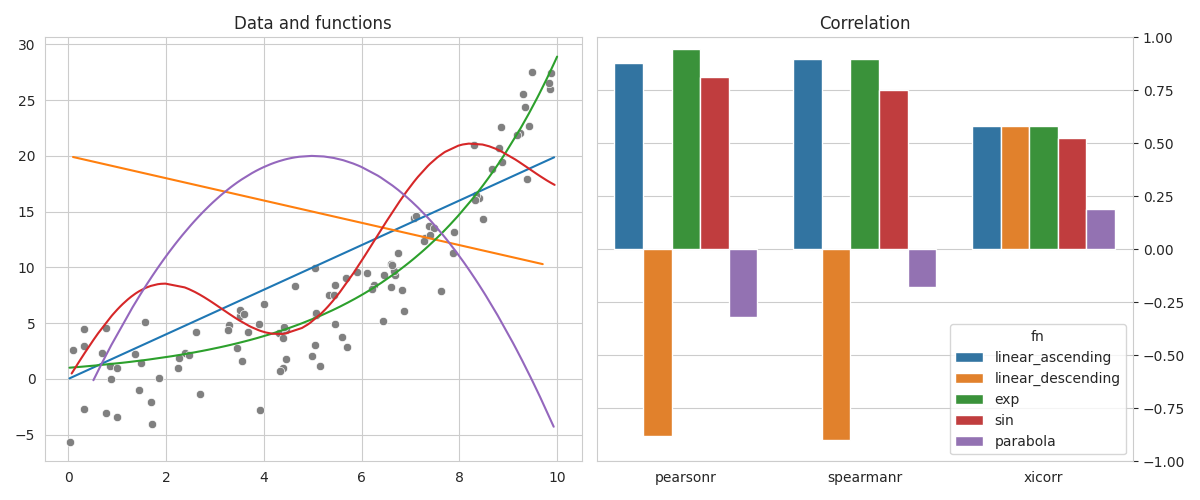 Data and functions
30
25
20
15
10
5
0
−5
0 2 4 6 8 10
Correlation
1.00
0.75
0.50
0.25
0.00
−0.25
−0.50
−0.75
−1.00
fn
linear_ascending
linear_descending
exp
sin
parabola
pearsonr spearmanr xicorr